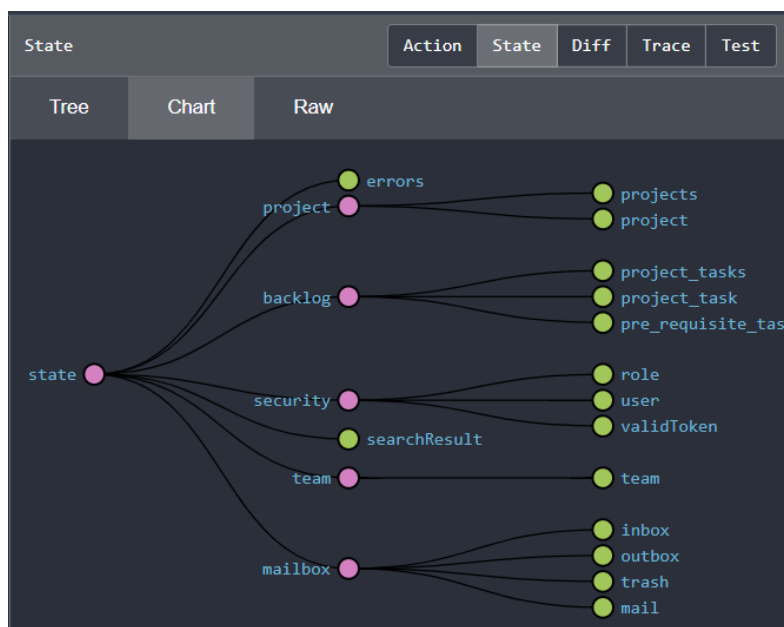 State
Action State Diff Trace Test
Tree Chart Raw
errors
project
projects
project
backlog
project_tasks
project_task
pre_requisite_tas
state
security
role
user
validToken
searchResult
team
team
mailbox
inbox
outbox
trash
mail